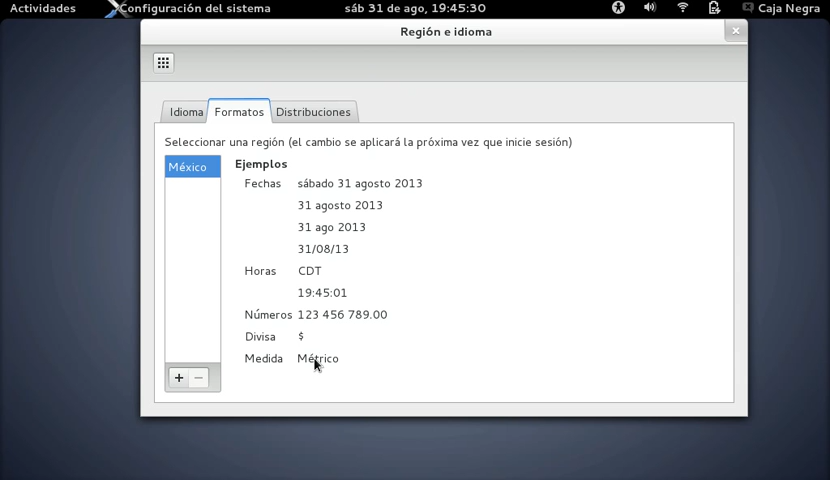 Actividades Configuración del sistema sáb 31 de ago, 19:45:30 Caja Negra
Región e idioma
Idioma Formatos Distribuciones
Seleccionar una región (el cambio se aplicará la próxima vez que inicie sesión)
México
Ejemplos
Fechas sábado 31 agosto 2013
31 agosto 2013
31 ago 2013
31/08/13
Horas CDT
19:45:01
Números 123 456 789.00
Divisa $
Medida Métrico